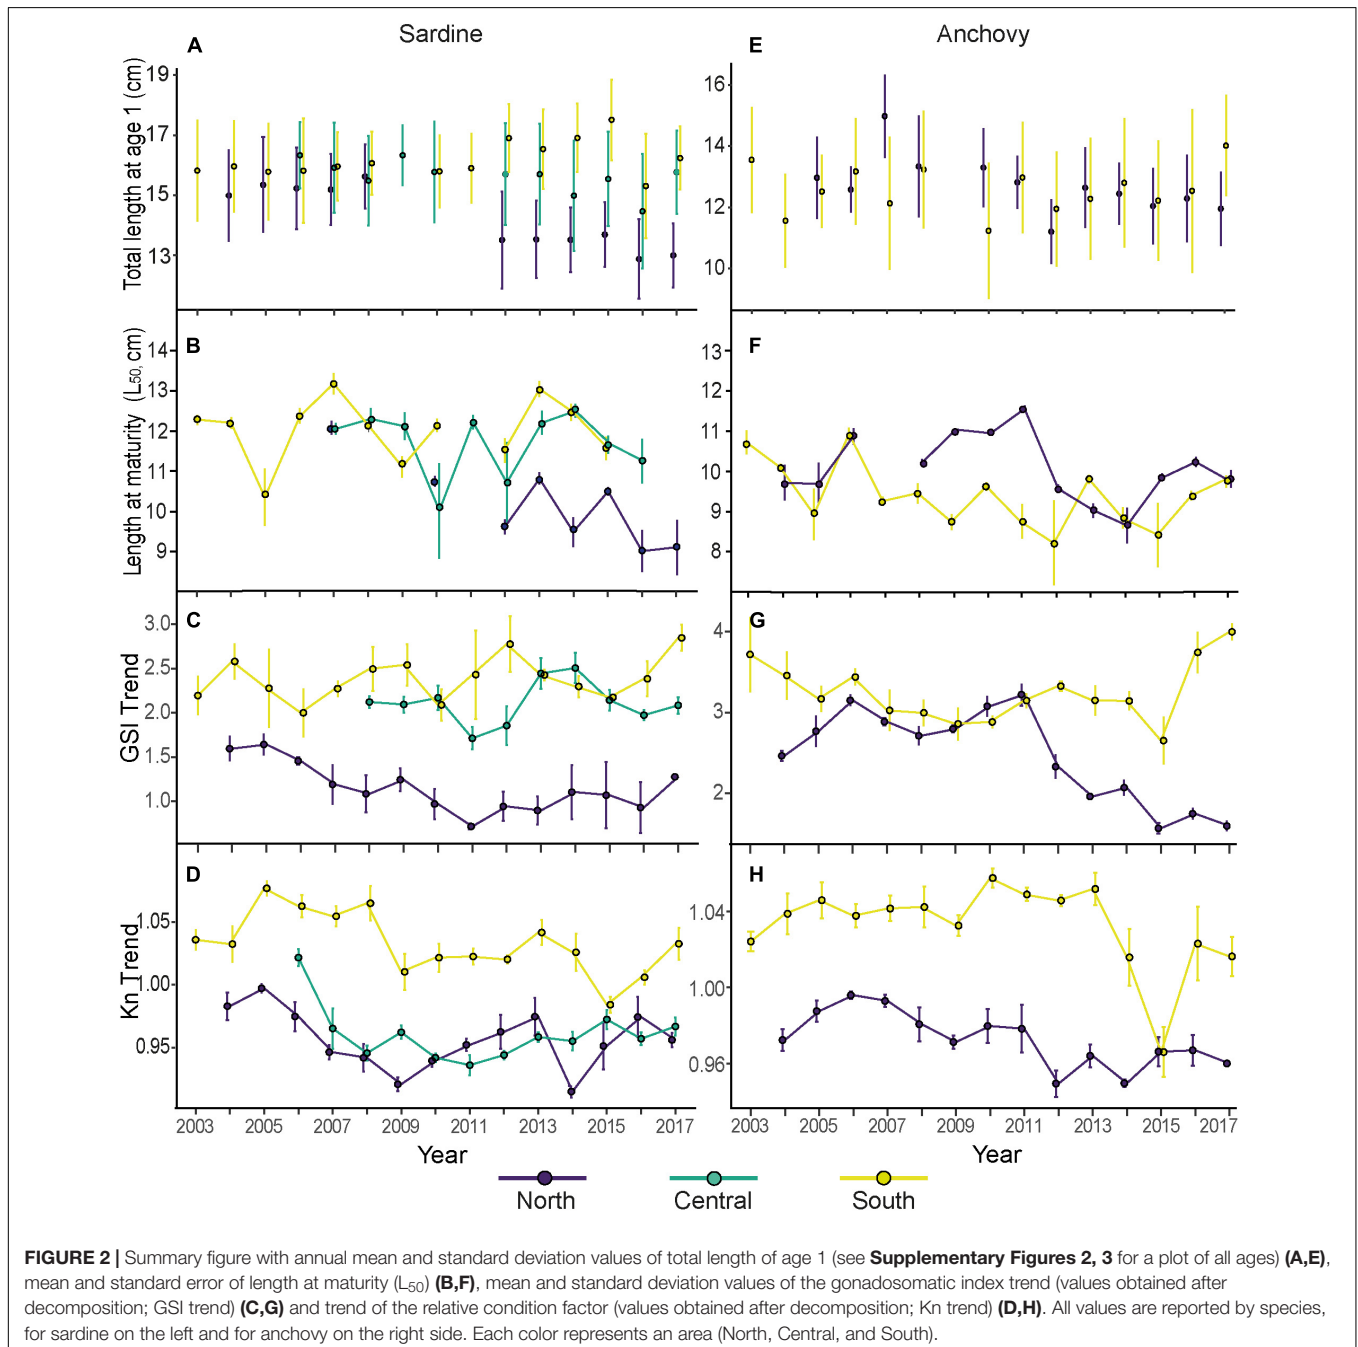 Sardine
Anchovy
A
E
Total length at age 1 (cm)
19
17
15
13
16
14
12
10
B
F
Length at maturity (L50, cm)
14
13
12
11
10
9
13
12
11
10
9
8
C
G
GSI Trend
3.0
2.5
2.0
1.5
1.0
4
3
2
D
H
Kn Trend
1.05
1.00
0.95
1.04
1.00
0.96
2003 2005 2007 2009 2011 2013 2015 2017
2003 2005 2007 2009 2011 2013 2015 2017
Year
Year
North Central South
FIGURE 2 | Summary figure with annual mean and standard deviation values of total length of age 1 (see Supplementary Figures 2, 3 for a plot of all ages) (A,E),
mean and standard error of length at maturity (L50) (B,F), mean and standard deviation values of the gonadosomatic index trend (values obtained after
decomposition; GSI trend) (C,G) and trend of the relative condition factor (values obtained after decomposition; Kn trend) (D,H). All values are reported by species,
for sardine on the left and for anchovy on the right side. Each color represents an area (North, Central, and South).